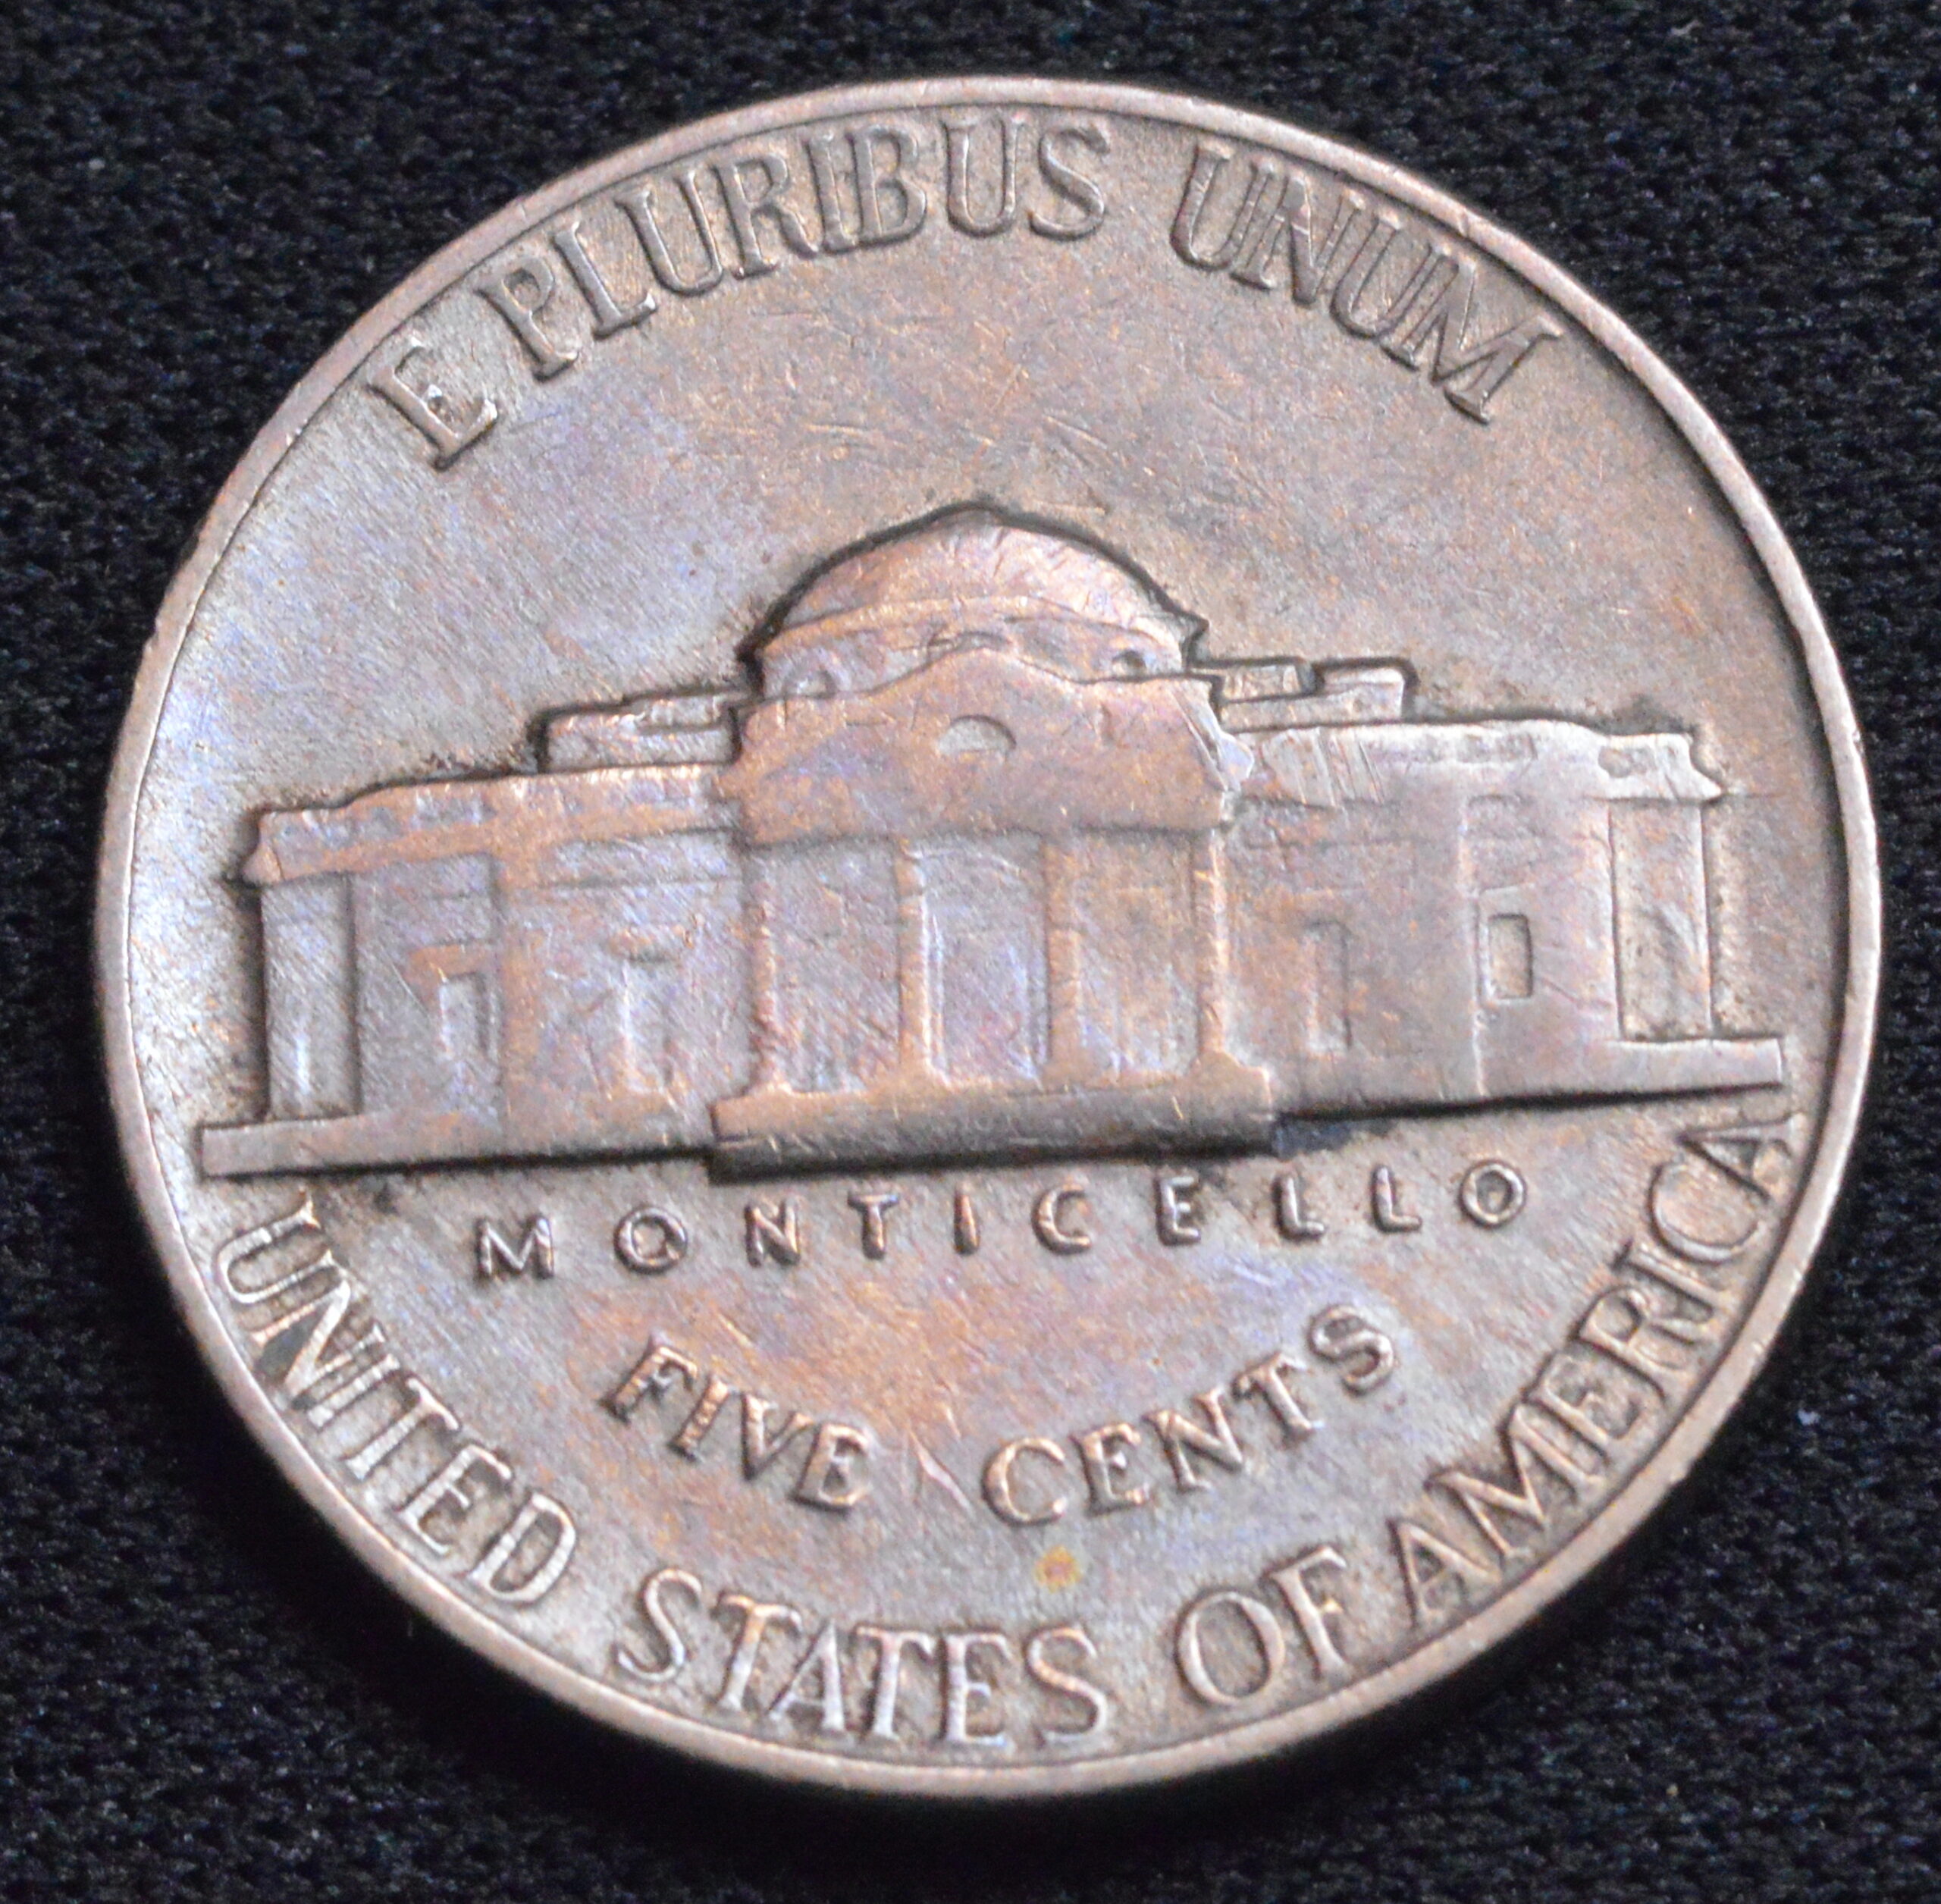 E PLURIBUS UNUM
MONTICELLO
FIVE CENTS
UNITED STATES OF AMERICA